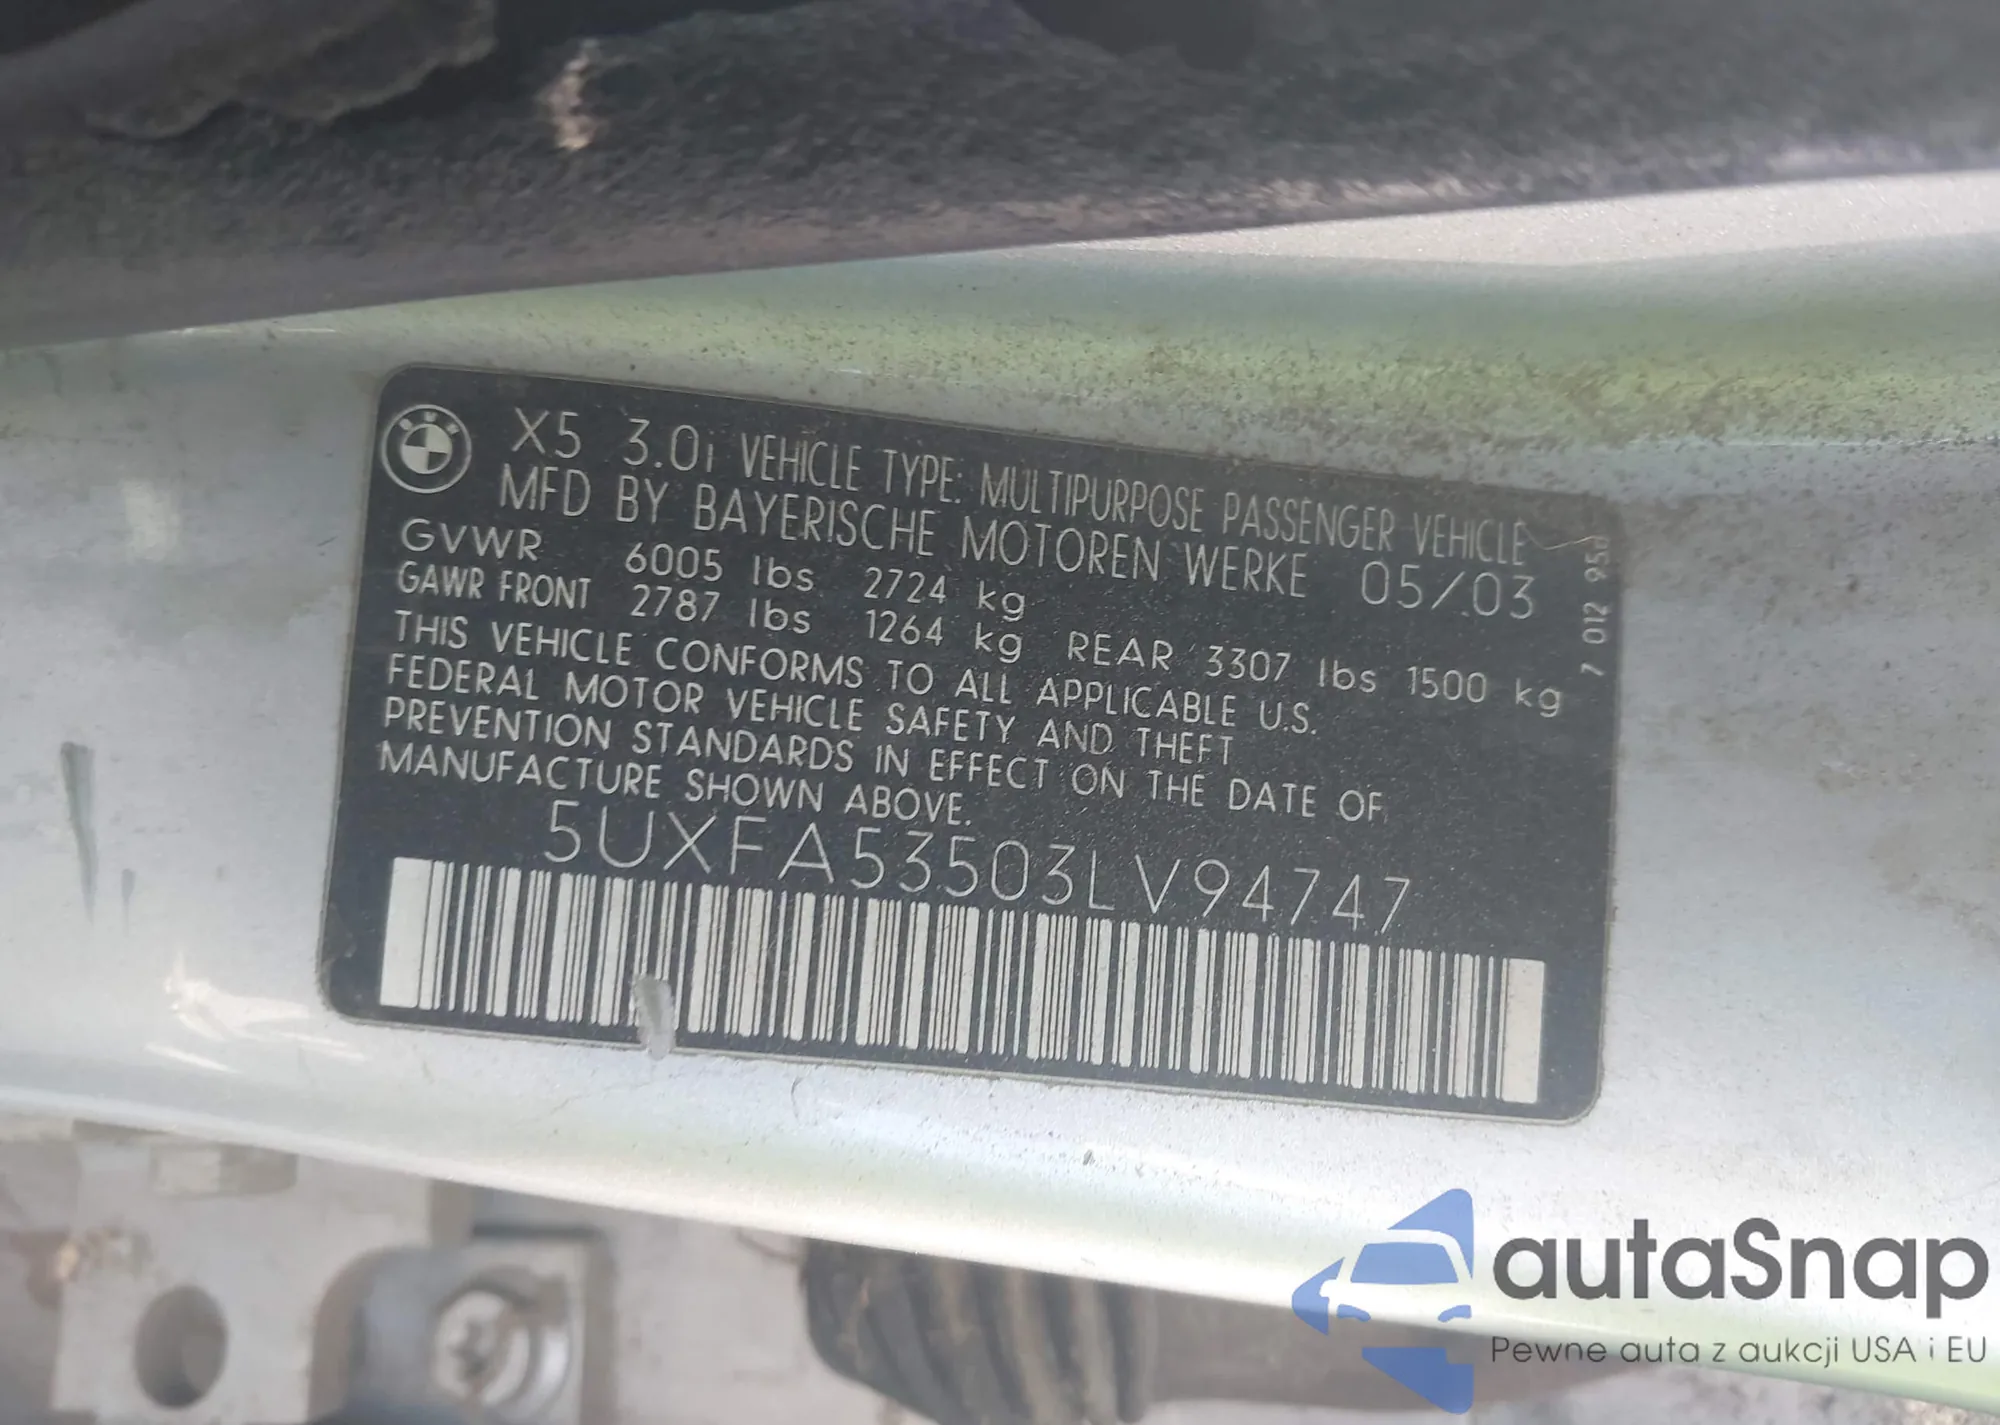 X5 3.0i VEHICLE TYPE: MULTIPURPOSE PASSENGER VEHICLE
MFD BY BAYERISCHE MOTOREN WERKE 05/03
GVWR 6005 lbs 2724 kg
GAWR FRONT 2787 lbs 1264 kg REAR 3307 lbs 1500 kg
THIS VEHICLE CONFORMS TO ALL APPLICABLE U.S.
FEDERAL MOTOR VEHICLE SAFETY AND THEFT
PREVENTION STANDARDS IN EFFECT ON THE DATE OF
MANUFACTURE SHOWN ABOVE.
5UXFA53503LV94747
7 012 958
autaSnap
Pewne auta z aukcji USA i EU